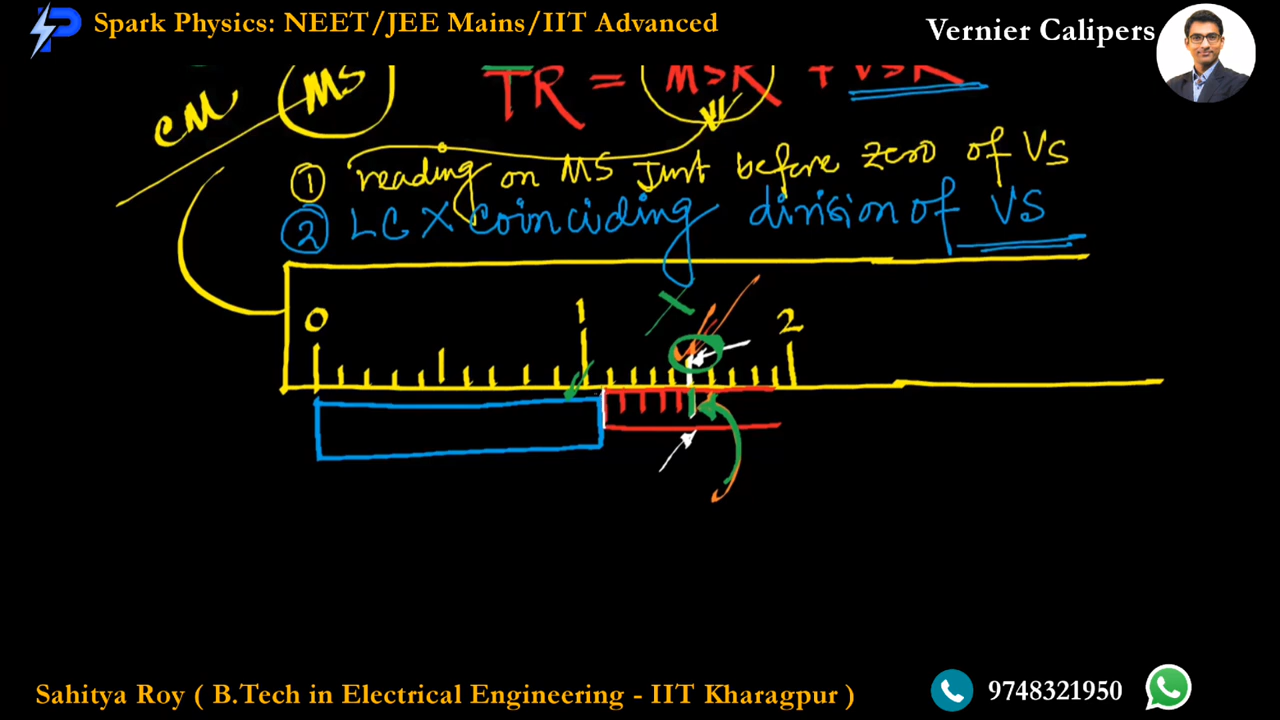 Spark Physics: NEET/JEE Mains/IIT Advanced
Vernier Calipers
cM MS TR = MSR + VSR
① reading on MS Just before zero of VS
② LC X Coinciding division of VS
0 1 2
Sahitya Roy ( B.Tech in Electrical Engineering - IIT Kharagpur )
9748321950